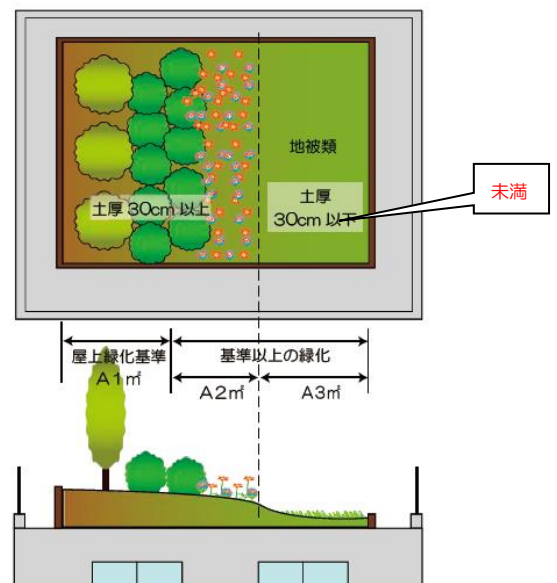 地被類
未満
土厚
30cm 以下
土厚 30cm 以上
屋上緑化基準
A1㎡
基準以上の緑化
A2㎡
A3㎡